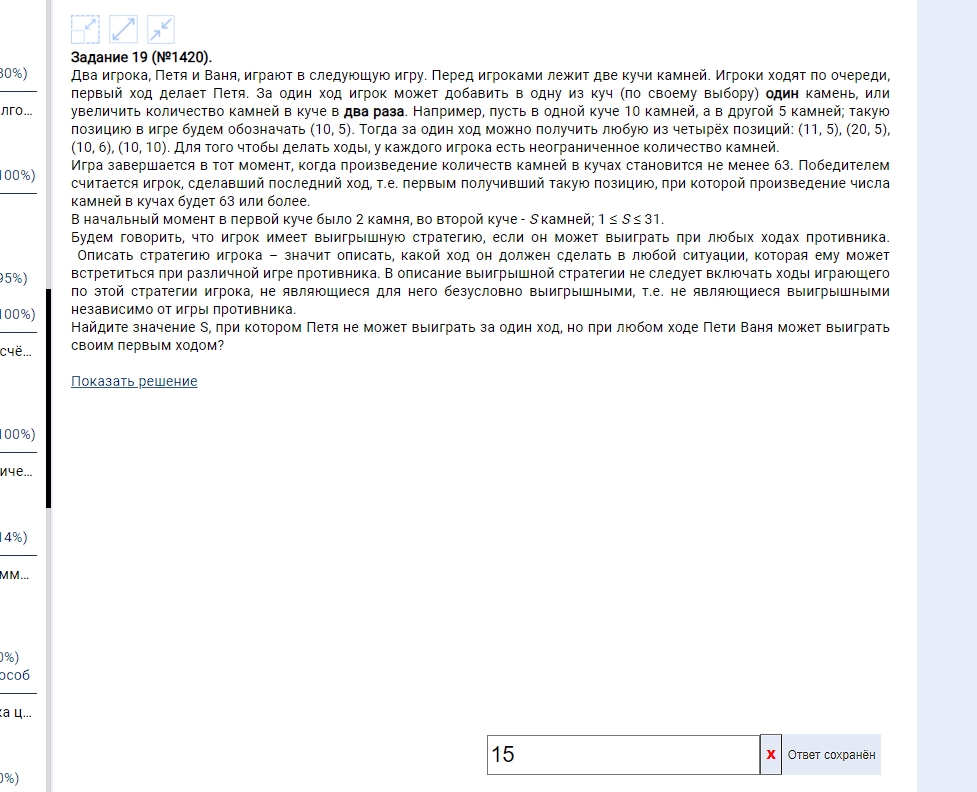 Задание 19 (№1420).
Два игрока, Петя и Ваня, играют в следующую игру. Перед игроками лежит две кучи камней. Игроки ходят по очереди,
30%)
первый ход делает Петя. За один ход игрок может добавить в одну из куч (по своему выбору) один камень, или
лго...
увеличить количество камней в куче в два раза. Например, пусть в одной куче 10 камней, а в другой 5 камней; такую
позицию в игре будем обозначать (10, 5). Тогда за один ход можно получить любую из четырёх позиций: (11, 5), (20, 5),
(10, 6), (10, 10). Для того чтобы делать ходы, у каждого игрока есть неограниченное количество камней.
Игра завершается в тот момент, когда произведение количеств камней в кучах становится не менее 63. Победителем
100%)
считается игрок, сделавший последний ход, т.е. первым получивший такую позицию, при которой произведение числа
камней в кучах будет 63 или более.
В начальный момент в первой куче было 2 камня, во второй куче - S камней; 1 ≤ S ≤ 31.
Будем говорить, что игрок имеет выигрышную стратегию, если он может выиграть при любых ходах противника.
Описать стратегию игрока – значит описать, какой ход он должен сделать в любой ситуации, которая ему может
встретиться при различной игре противника. В описание выигрышной стратегии не следует включать ходы играющего
95%)
по этой стратегии игрока, не являющиеся для него безусловно выигрышными, т.е. не являющиеся выигрышными
независимо от игры противника.
100%)
Найдите значение S, при котором Петя не может выиграть за один ход, но при любом ходе Пети Ваня может выиграть
своим первым ходом?
счё...
Показать решение
100%)
иче...
14%)
мм...
0%)
особ
ка ц...
15
X
Ответ сохранён
0%)